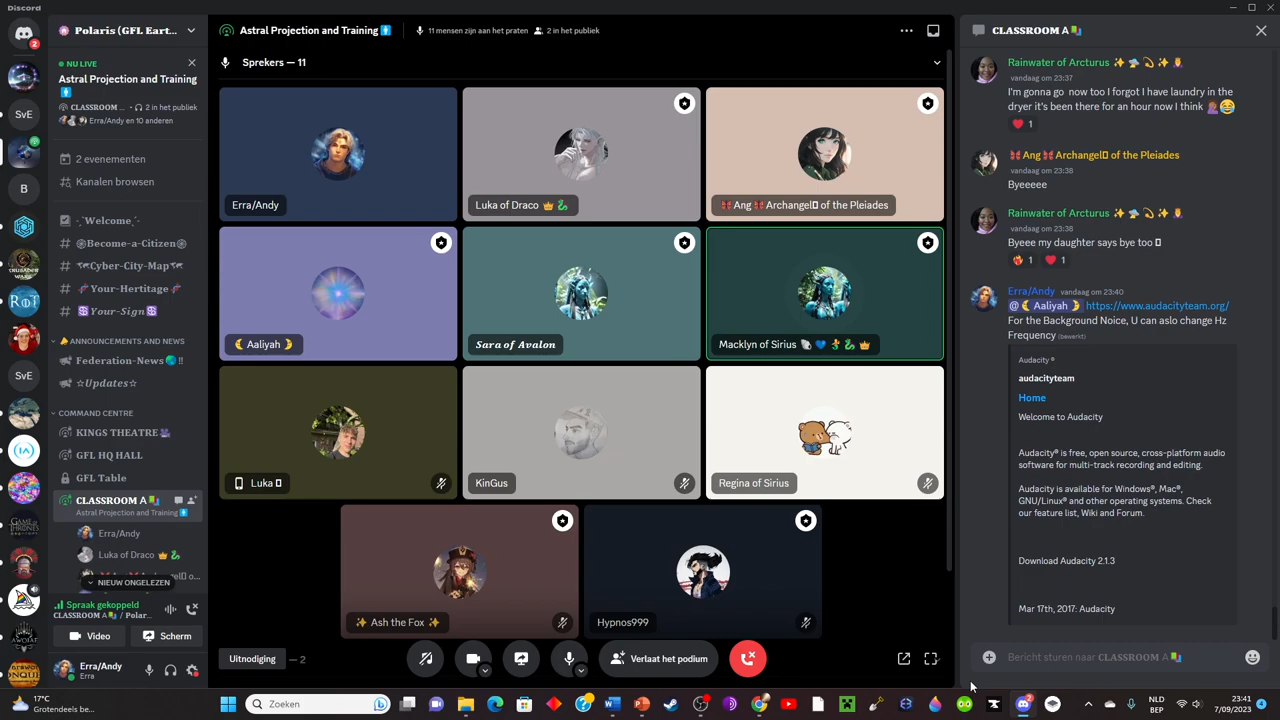 Discord
Polaris (GFL Eart...
NU LIVE
Astral Projection and Training
CLASSROOM ... 2 in het publiek
Erra/Andy en 10 anderen
2 evenementen
Kanalen browsen
Welcome
Become-a-Citizen
Cyber-City-Map
Your-Hertitage
Your-Sign
ANNOUNCEMENTS AND NEWS
Federation-News !!
☆Updates☆
COMMAND CENTRE
KINGS THEATRE
GFL HQ HALL
GFL Table
CLASSROOM A
Astral Projection and Training
Erra/Andy
Luka of Draco
NIEUW ONGELEZEN
Spraak gekoppeld
CLASSROOM A / Polar...
Video
Scherm
Erra/Andy
Erra
SvE
B
RoT
SvE
IA
2
Astral Projection and Training
11 mensen zijn aan het praten
2 in het publiek
Sprekers — 11
Erra/Andy
Luka of Draco
Ang Archangel of the Pleiades
Aaliyah
Sara of Avalon
Macklyn of Sirius
Luka
KinGus
Regina of Sirius
Ash the Fox
Hypnos999
Uitnodiging — 2
Verlaat het podium
CLASSROOM A
Rainwater of Arcturus
vandaag om 23:37
I'm gonna go now too I forgot I have laundry in the
dryer it's been there for an hour now I think
1
Ang Archangel of the Pleiades
vandaag om 23:38
Byeeeee
Rainwater of Arcturus
vandaag om 23:38
Byeee my daughter says bye too
1 1
Erra/Andy vandaag om 23:40
@ Aaliyah https://www.audacityteam.org/
For the Background Noice, U can aslo change Hz
Frequency (bewerkt)
Audacity ®
audacityteam
Home
Welcome to Audacity
Audacity® is free, open source, cross-platform audio
software for multi-track recording and editing.
Audacity is available for Windows®, Mac®,
GNU/Linux® and other operating systems. Check
our feature list, Wiki and Forum.
Download Audacity 2.1.3
Mar 17th, 2017: Audacity
Bericht sturen naar CLASSROOM A
17°C
Grotendeels be...
Zoeken
2
NLD
BEP
23:41
7/09/2023
4